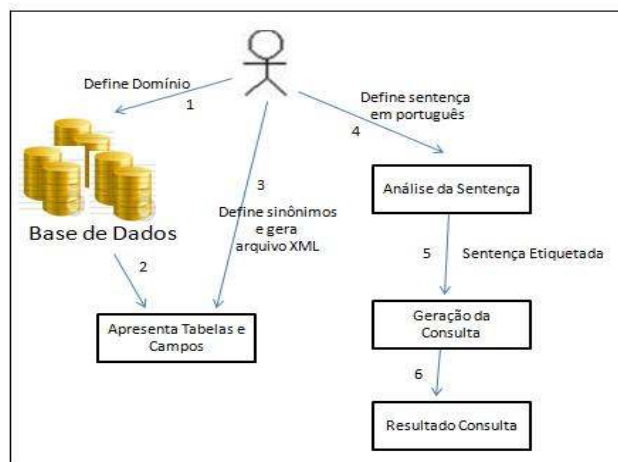 Define Domínio
1
Define sentença
em português
4
3
Análise da Sentença
Define sinônimos
e gera
arquivo XML
Base de Dados
5
Sentença Etiquetada
2
Apresenta Tabelas e
Campos
Geração da
Consulta
6
Resultado Consulta